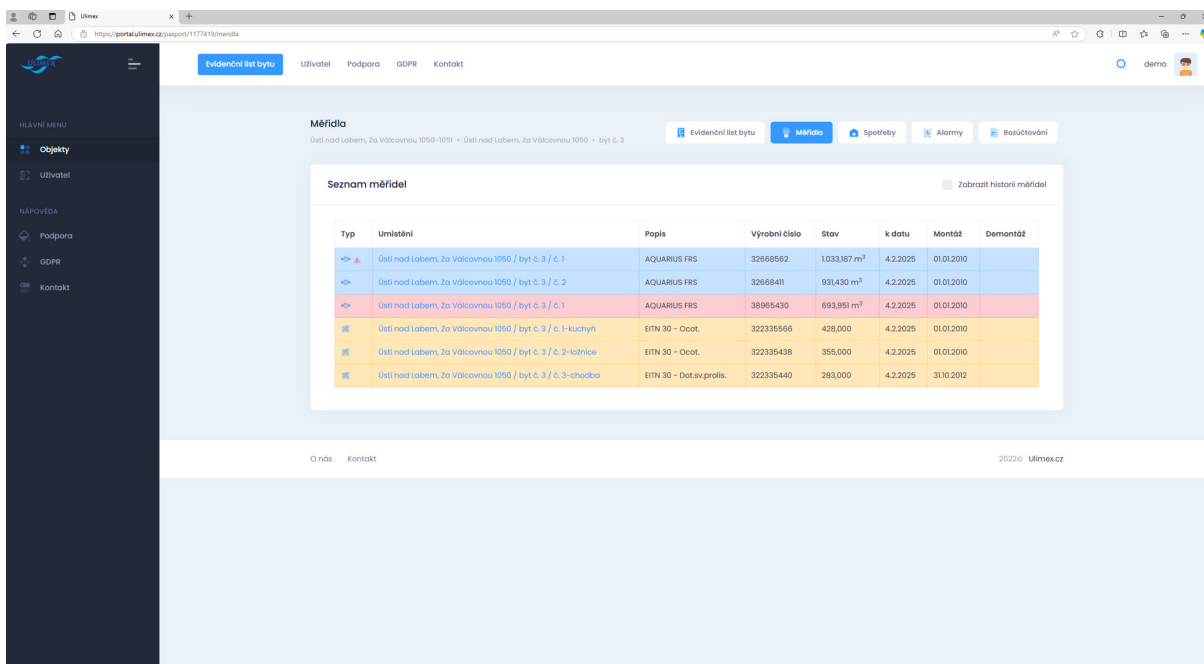 Ulimex
https://portal.ulimex.cz/pasport/1177419/meridla
ULIMEX
Evidenční list bytu Uživatel Podpora GDPR Kontakt
demo
HLAVNÍ MENU
Objekty
Uživatel
NÁPOVĚDA
Podpora
GDPR
Kontakt
Měřidla
Ústí nad Labem, Za Válcovnou 1050-1051 • Ústí nad Labem, Za Válcovnou 1050 • byt č. 3
Evidenční list bytu Měřidla Spotřeby Alarmy Rozúčtování
Seznam měřidel
Zobrazit historii měřidel
Typ Umístění Popis Výrobní číslo Stav k datu Montáž Demontáž
Ústí nad Labem, Za Válcovnou 1050 / byt č. 3 / č. 1 AQUARIUS FRS 32668562 1.033,187 m³ 4.2.2025 01.01.2010
Ústí nad Labem, Za Válcovnou 1050 / byt č. 3 / č. 2 AQUARIUS FRS 32668411 931,430 m³ 4.2.2025 01.01.2010
Ústí nad Labem, Za Válcovnou 1050 / byt č. 3 / č. 1 AQUARIUS FRS 38965430 693,951 m³ 4.2.2025 01.01.2010
Ústí nad Labem, Za Válcovnou 1050 / byt č. 3 / č. 1-kuchyň EITN 30 - Ocot. 322335566 428,000 4.2.2025 01.01.2010
Ústí nad Labem, Za Válcovnou 1050 / byt č. 3 / č. 2-ložnice EITN 30 - Ocot. 322335438 355,000 4.2.2025 01.01.2010
Ústí nad Labem, Za Válcovnou 1050 / byt č. 3 / č. 3-chodba EITN 30 - Dot.sv.prolis. 322335440 283,000 4.2.2025 31.10.2012
O nás Kontakt
2022© Ulimex.cz